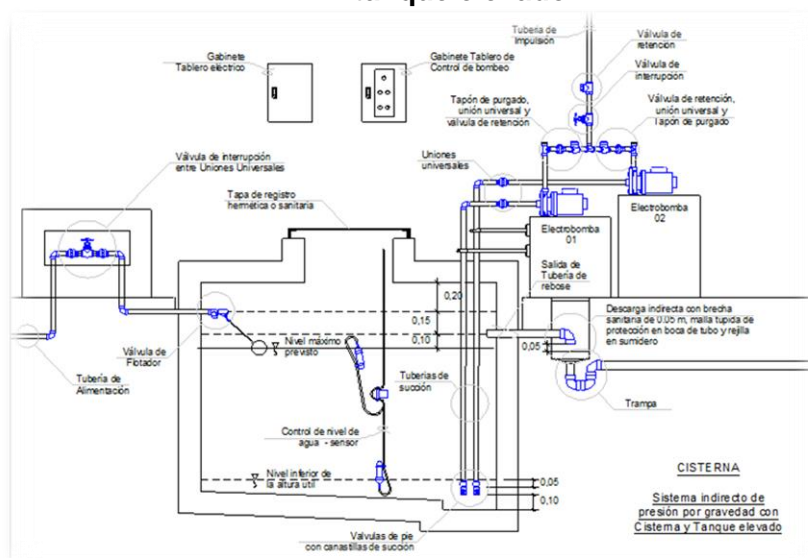 Gabinete
Tablero eléctrico
Gabinete Tablero de
Control de bombeo
Tubería de
Impulsión
Válvula de
retención
Válvula de
interrupción
Tapón de purgado,
unión universal y
válvula de retención
Válvula de retención,
unión universal y
Tapón de purgado
Válvula de interrupción
entre Uniones Universales
Uniones
universales
Tapa de registro
hermética o sanitaria
Electrobomba
01
Electrobomba
02
Salida de
Tubería de
rebose
0,20
0,15
0,10
Descarga indirecta con brecha
sanitaria de 0.05 m, malla tupida de
protección en boca de tubo y rejilla
en sumidero
0,05
Nivel máximo
previsto
Válvula de
Flotador
Tubería de
Alimentación
Tuberías de
succión
Trampa
Control de nivel de
agua - sensor
Nivel inferior de
la altura útil
0,05
0,10
Valvulas de pie
con canastillas de succión
CISTERNA
Sistema indirecto de
presión por gravedad con
Cisterna y Tanque elevado